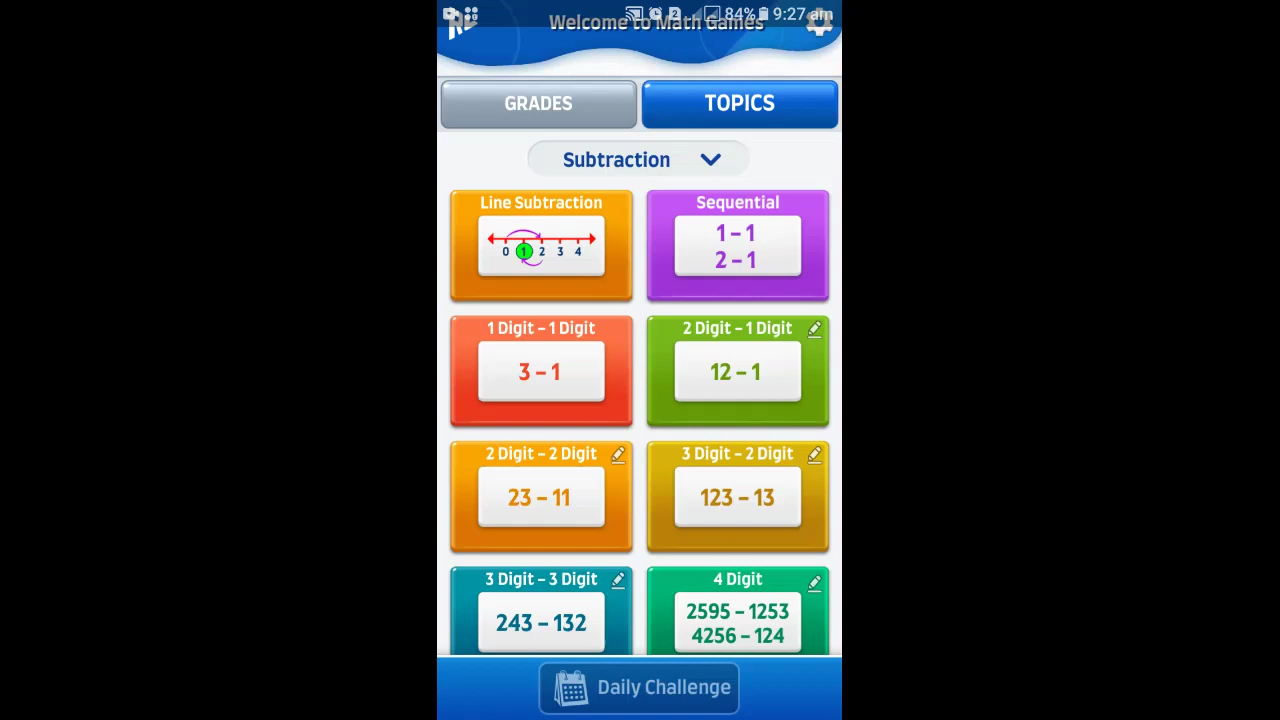 84% 9:27 am
Welcome to Math Games
GRADES
TOPICS
Subtraction
Line Subtraction
0 1 2 3 4
Sequential
1 – 1
2 – 1
1 Digit – 1 Digit
3 – 1
2 Digit – 1 Digit
12 – 1
2 Digit – 2 Digit
23 – 11
3 Digit – 2 Digit
123 – 13
3 Digit – 3 Digit
243 – 132
4 Digit
2595 – 1253
4256 – 124
Daily Challenge